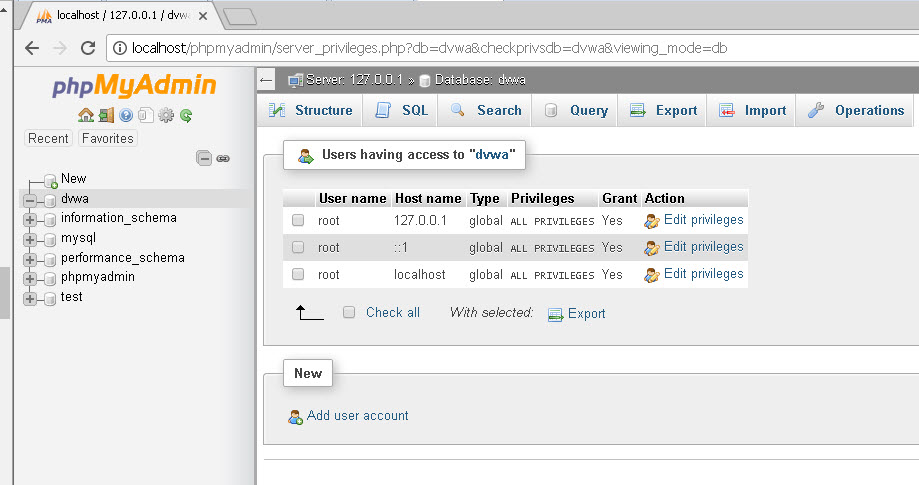 localhost / 127.0.0.1 / dvwa
localhost/phpmyadmin/server_privileges.php?db=dvwa&checkprivsdb=dvwa&viewing_mode=db
phpMyAdmin
Recent Favorites
New
dvwa
information_schema
mysql
performance_schema
phpmyadmin
test
Server: 127.0.0.1 » Database: dvwa
Structure SQL Search Query Export Import Operations
Users having access to "dvwa"
User name Host name Type Privileges Grant Action
root 127.0.0.1 global ALL PRIVILEGES Yes Edit privileges
root ::1 global ALL PRIVILEGES Yes Edit privileges
root localhost global ALL PRIVILEGES Yes Edit privileges
Check all With selected: Export
New
Add user account